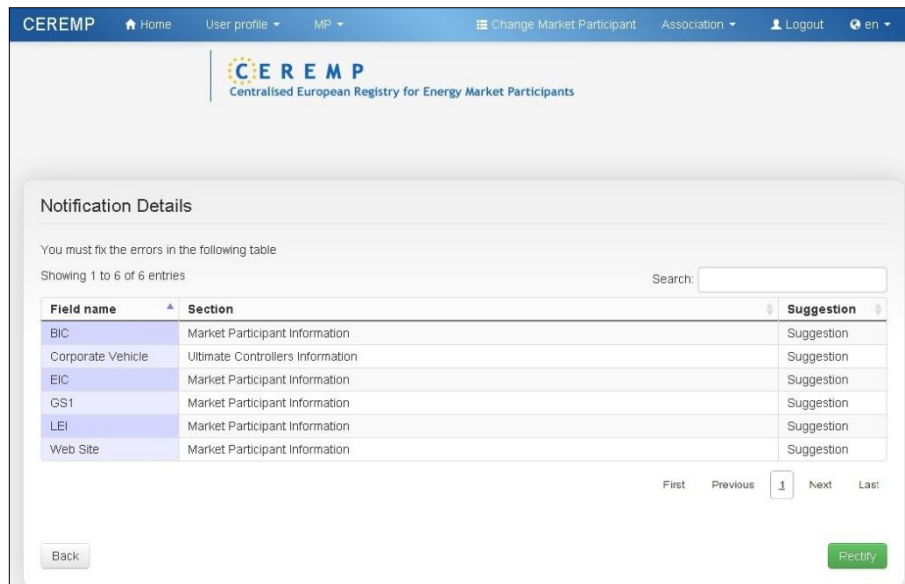 CEREMP Home User profile MP Change Market Participant Association Logout en
CEREMP
Centralised European Registry for Energy Market Participants
Notification Details
You must fix the errors in the following table
Showing 1 to 6 of 6 entries Search:
Field name Section Suggestion
BIC Market Participant Information Suggestion
Corporate Vehicle Ultimate Controllers Information Suggestion
EIC Market Participant Information Suggestion
GS1 Market Participant Information Suggestion
LEI Market Participant Information Suggestion
Web Site Market Participant Information Suggestion
First Previous 1 Next Last
Back Rectify